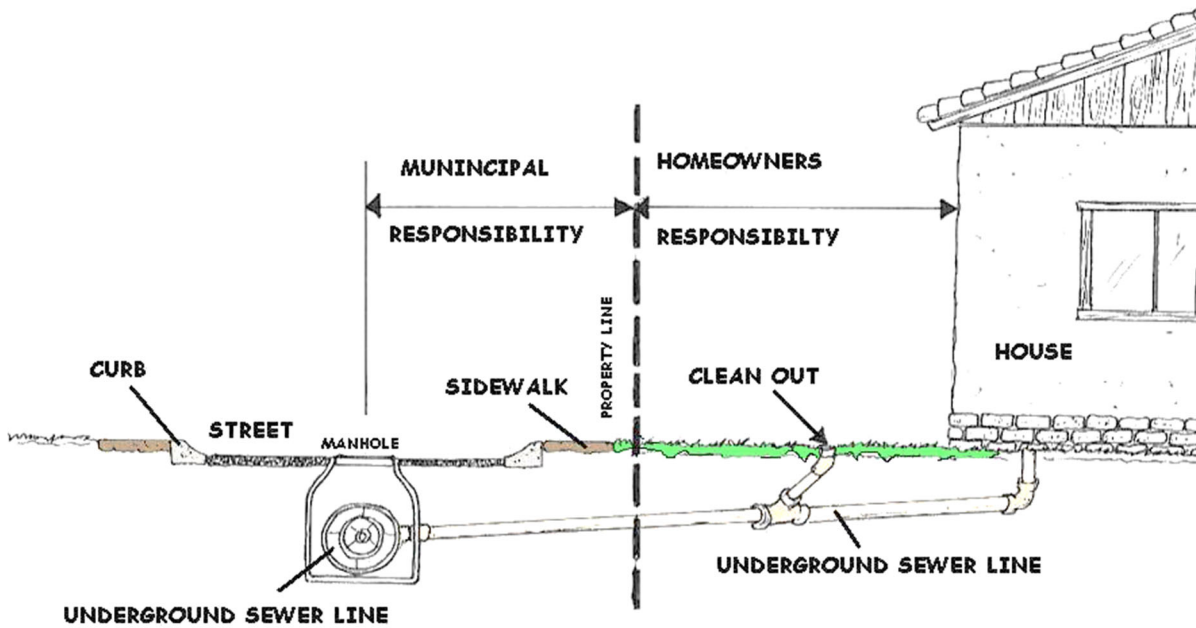 MUNINCIPAL
RESPONSIBILITY
HOMEOWNERS
RESPONSIBILTY
PROPERTY LINE
HOUSE
CURB
STREET
MANHOLE
SIDEWALK
CLEAN OUT
UNDERGROUND SEWER LINE
UNDERGROUND SEWER LINE